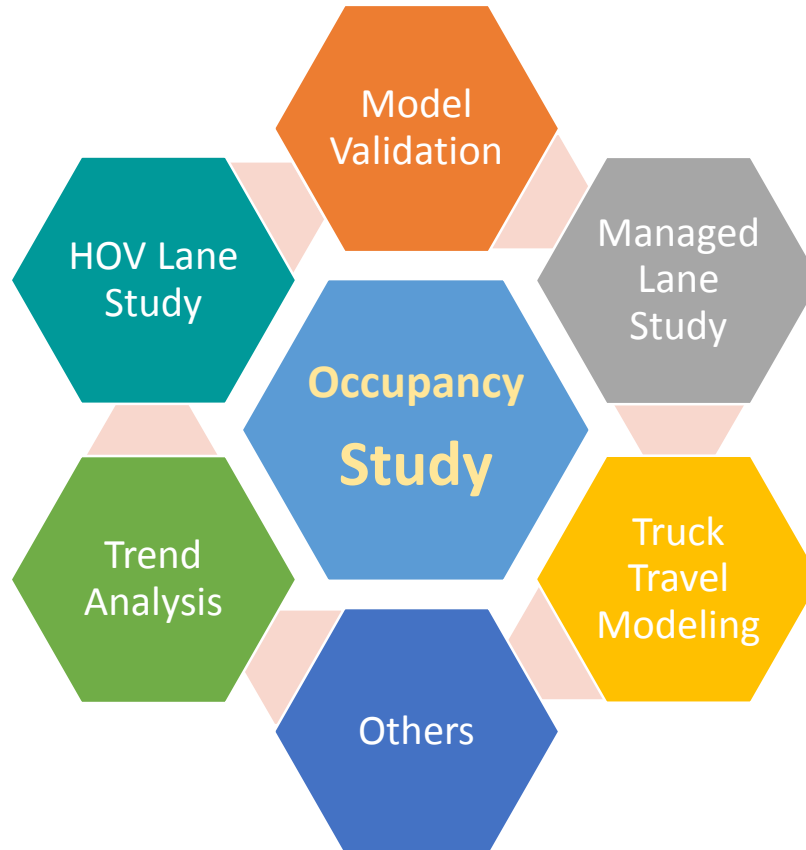 Model
Validation
HOV Lane
Study
Managed
Lane
Study
Occupancy
Study
Trend
Analysis
Truck
Travel
Modeling
Others